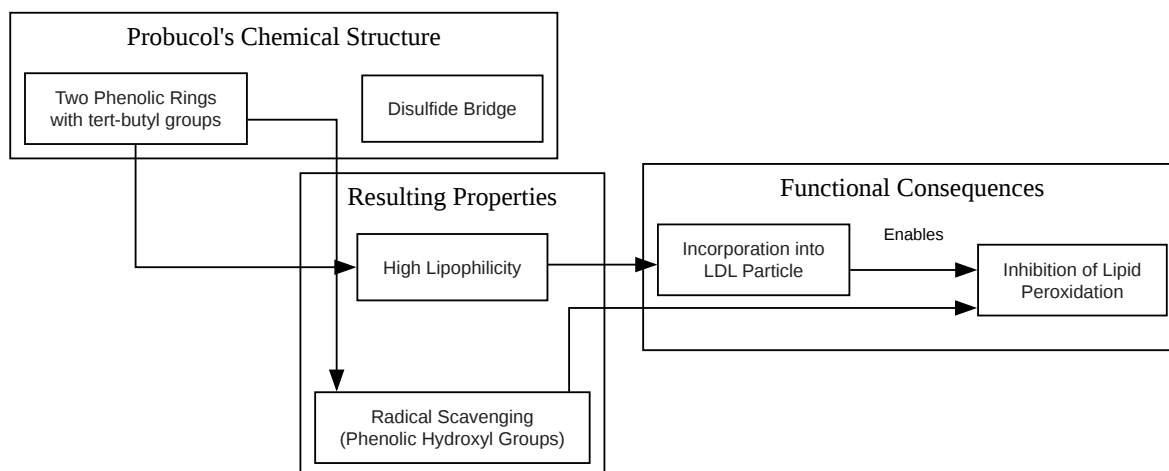 Probucol's Chemical Structure
Two Phenolic Rings
with tert-butyl groups
Disulfide Bridge
Resulting Properties
High Lipophilicity
Radical Scavenging
(Phenolic Hydroxyl Groups)
Functional Consequences
Incorporation into
LDL Particle
Enables
Inhibition of Lipid
Peroxidation